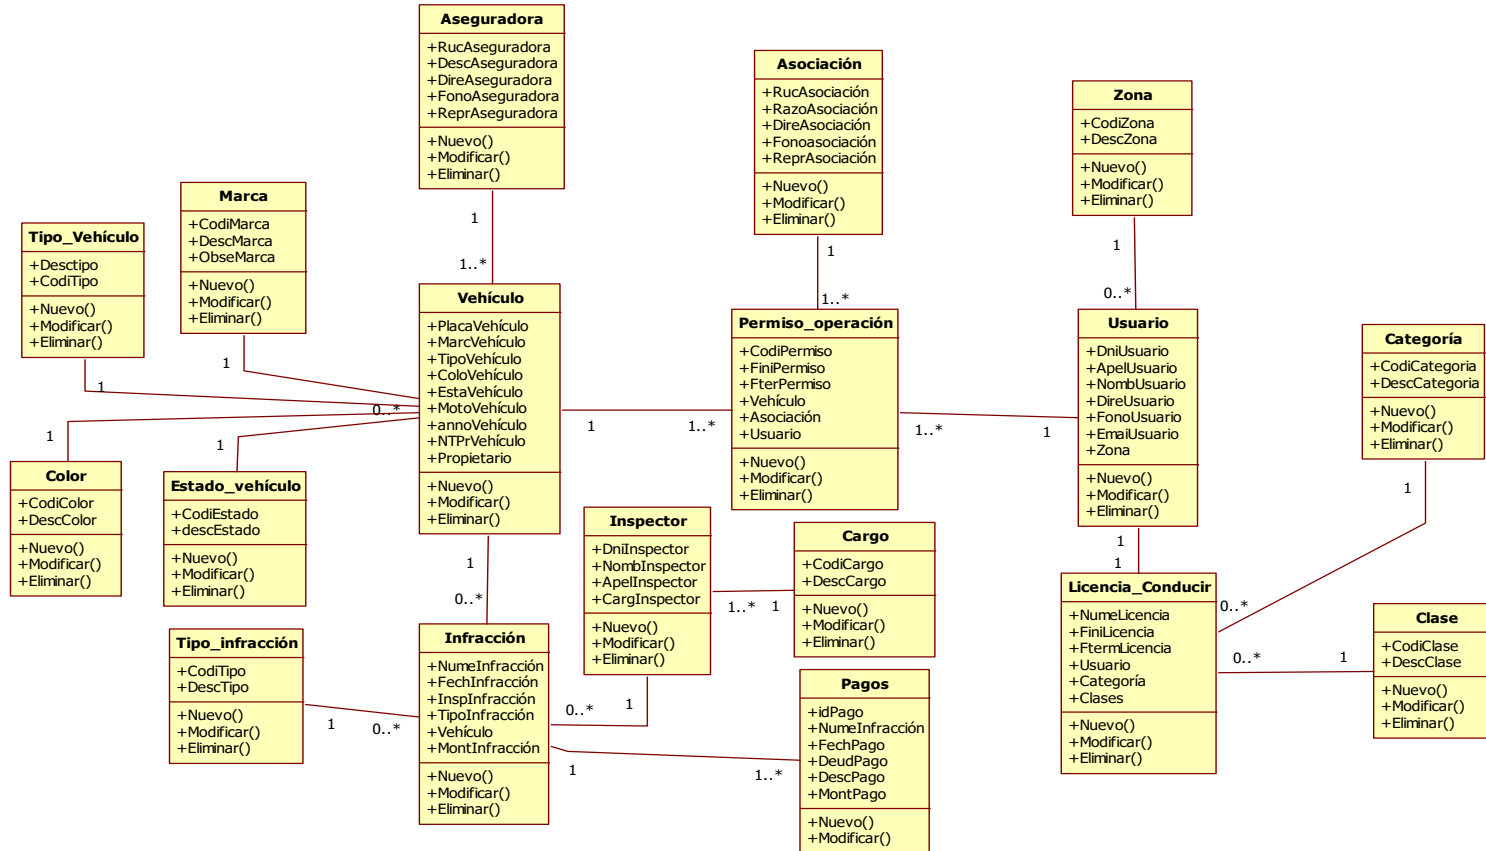 Aseguradora
+RucAseguradora
+DescAseguradora
+DireAseguradora
+FonoAseguradora
+ReprAseguradora
+Nuevo()
+Modificar()
+Eliminar()
1
1..*
Asociación
+RucAsociación
+RazoAsociación
+DireAsociación
+Fonoasociación
+ReprAsociación
+Nuevo()
+Modificar()
+Eliminar()
1
1..*
Zona
+CodiZona
+DescZona
+Nuevo()
+Modificar()
+Eliminar()
1
0..*
Marca
+CodiMarca
+DescMarca
+ObseMarca
+Nuevo()
+Modificar()
+Eliminar()
1
Tipo_Vehículo
+Desctipo
+CodiTipo
+Nuevo()
+Modificar()
+Eliminar()
1
Vehículo
+PlacaVehículo
+MarcVehículo
+TipoVehículo
+ColoVehículo
+EstaVehículo
+MotoVehículo
+annoVehículo
+NTPrVehículo
+Propietario
+Nuevo()
+Modificar()
+Eliminar()
0..*
1
1..*
Permiso_operación
+CodiPermiso
+FiniPermiso
+FterPermiso
+Vehículo
+Asociación
+Usuario
+Nuevo()
+Modificar()
+Eliminar()
1..*
1
Usuario
+DniUsuario
+ApelUsuario
+NombUsuario
+DireUsuario
+FonoUsuario
+EmaiUsuario
+Zona
+Nuevo()
+Modificar()
+Eliminar()
1
1
Categoría
+CodiCategoria
+DescCategoria
+Nuevo()
+Modificar()
+Eliminar()
1
0..*
Color
+CodiColor
+DescColor
+Nuevo()
+Modificar()
+Eliminar()
1
Estado_vehículo
+CodiEstado
+descEstado
+Nuevo()
+Modificar()
+Eliminar()
1
1
0..*
Inspector
+DniInspector
+NombInspector
+ApelInspector
+CargInspector
+Nuevo()
+Modificar()
+Eliminar()
1..*
1
Cargo
+CodiCargo
+DescCargo
+Nuevo()
+Modificar()
+Eliminar()
Licencia_Conducir
+NumeLicencia
+FiniLicencia
+FtermLicencia
+Usuario
+Categoría
+Clases
+Nuevo()
+Modificar()
+Eliminar()
0..*
1
Clase
+CodiClase
+DescClase
+Nuevo()
+Modificar()
+Eliminar()
Tipo_infracción
+CodiTipo
+DescTipo
+Nuevo()
+Modificar()
+Eliminar()
1
0..*
Infracción
+NumeInfracción
+FechInfracción
+InspInfracción
+TipoInfracción
+Vehículo
+MontInfracción
+Nuevo()
+Modificar()
+Eliminar()
0..*
1
1
1..*
Pagos
+idPago
+NumeInfracción
+FechPago
+DeudPago
+DescPago
+MontPago
+Nuevo()
+Modificar()